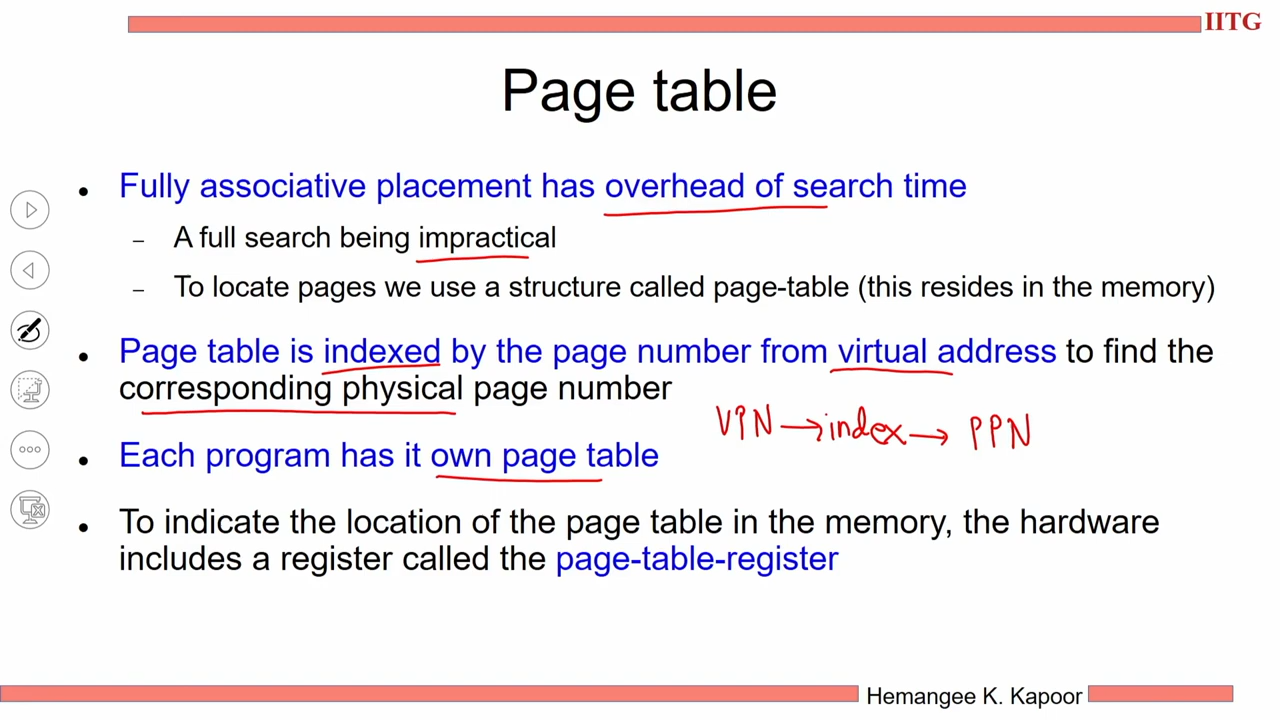 IITG
Page table
• Fully associative placement has overhead of search time
– A full search being impractical
– To locate pages we use a structure called page-table (this resides in the memory)
• Page table is indexed by the page number from virtual address to find the
corresponding physical page number
VPN → index → PPN
• Each program has it own page table
• To indicate the location of the page table in the memory, the hardware
includes a register called the page-table-register
Hemangee K. Kapoor